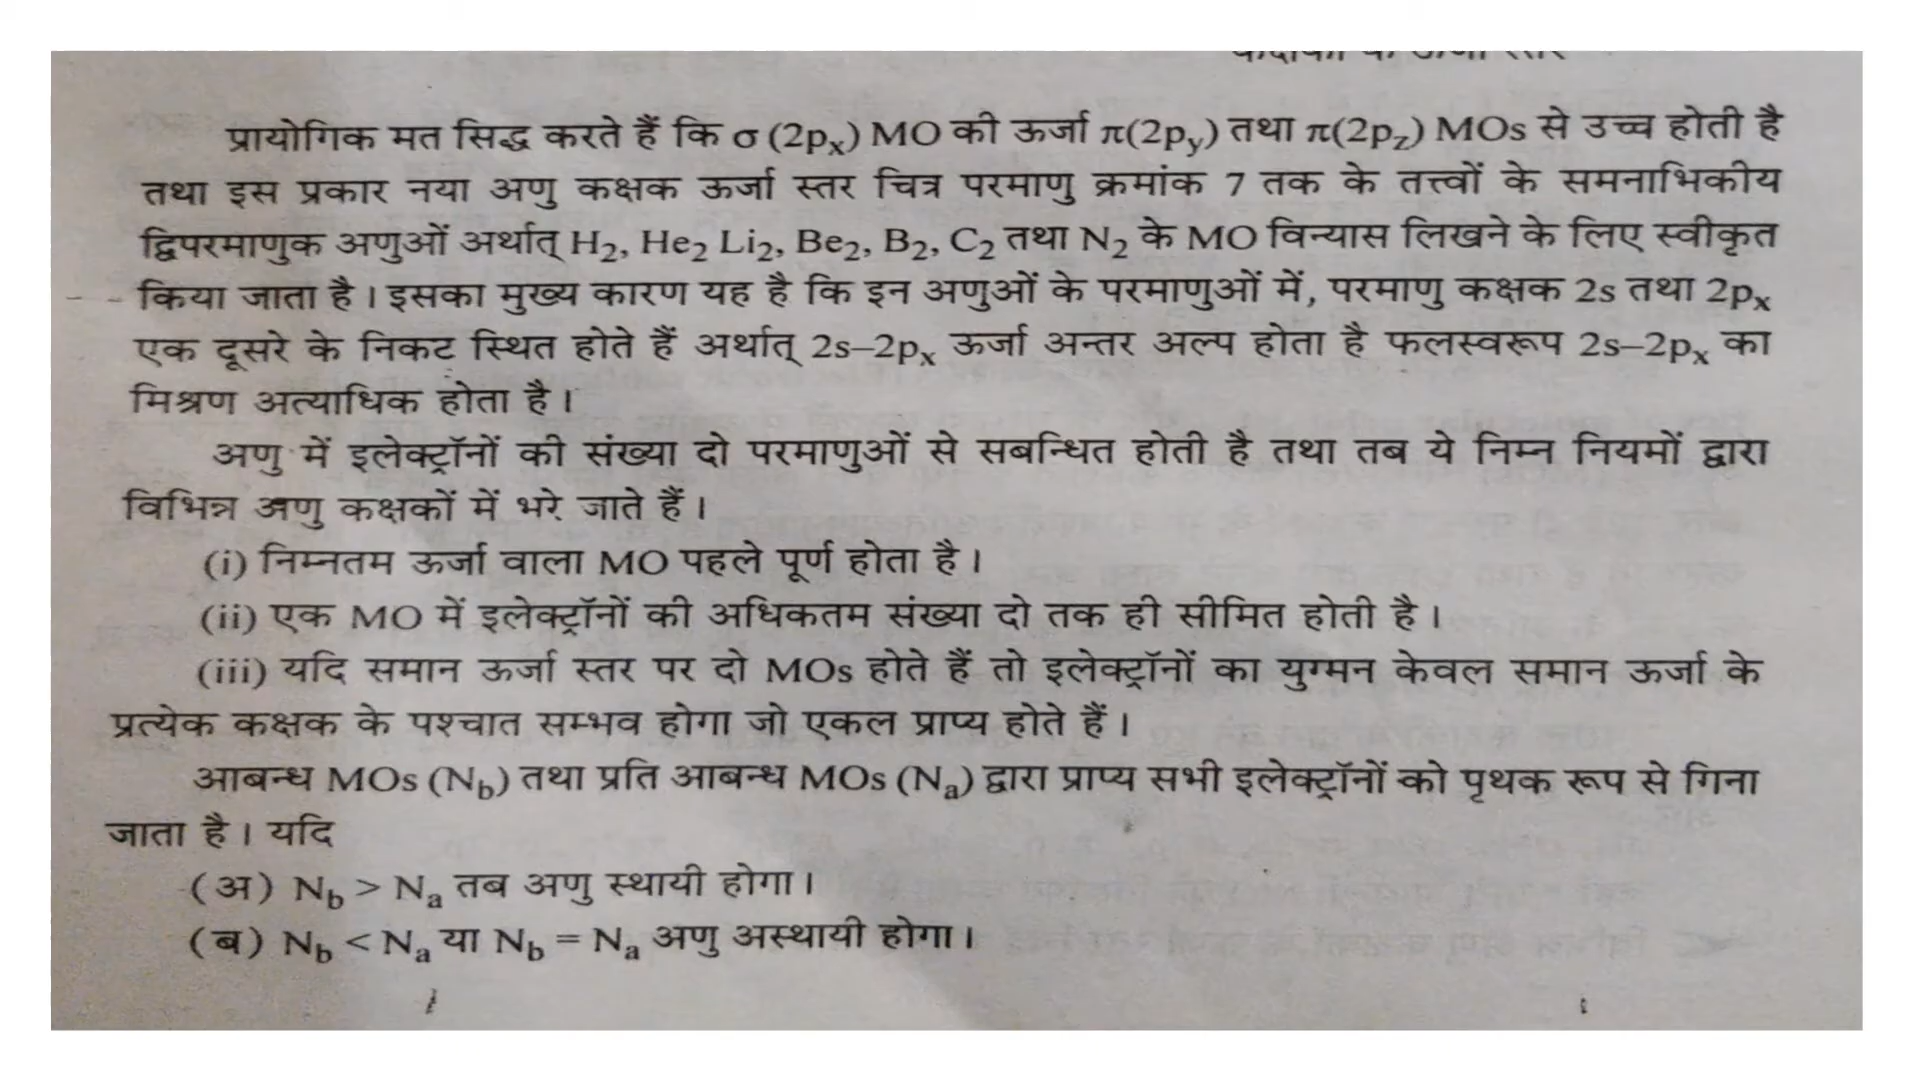 प्रायोगिक मत सिद्ध करते हैं कि σ (2pₓ) MO की ऊर्जा π(2p_y) तथा π(2p_z) MOs से उच्च होती है
तथा इस प्रकार नया अणु कक्षक ऊर्जा स्तर चित्र परमाणु क्रमांक 7 तक के तत्त्वों के समनाभिकीय
द्विपरमाणुक अणुओं अर्थात् H₂, He₂ Li₂, Be₂, B₂, C₂ तथा N₂ के MO विन्यास लिखने के लिए स्वीकृत
किया जाता है। इसका मुख्य कारण यह है कि इन अणुओं के परमाणुओं में, परमाणु कक्षक 2s तथा 2pₓ
एक दूसरे के निकट स्थित होते हैं अर्थात् 2s–2pₓ ऊर्जा अन्तर अल्प होता है फलस्वरूप 2s–2pₓ का
मिश्रण अत्याधिक होता है।
अणु में इलेक्ट्रॉनों की संख्या दो परमाणुओं से सबन्धित होती है तथा तब ये निम्न नियमों द्वारा
विभिन्न अणु कक्षकों में भरे जाते हैं।
(i) निम्नतम ऊर्जा वाला MO पहले पूर्ण होता है।
(ii) एक MO में इलेक्ट्रॉनों की अधिकतम संख्या दो तक ही सीमित होती है।
(iii) यदि समान ऊर्जा स्तर पर दो MOs होते हैं तो इलेक्ट्रॉनों का युग्मन केवल समान ऊर्जा के
प्रत्येक कक्षक के पश्चात सम्भव होगा जो एकल प्राप्य होते हैं।
आबन्ध MOs (N_b) तथा प्रति आबन्ध MOs (Nₐ) द्वारा प्राप्य सभी इलेक्ट्रॉनों को पृथक रूप से गिना
जाता है। यदि
(अ) N_b > Nₐ तब अणु स्थायी होगा।
(ब) N_b < Nₐ या N_b = Nₐ अणु अस्थायी होगा।